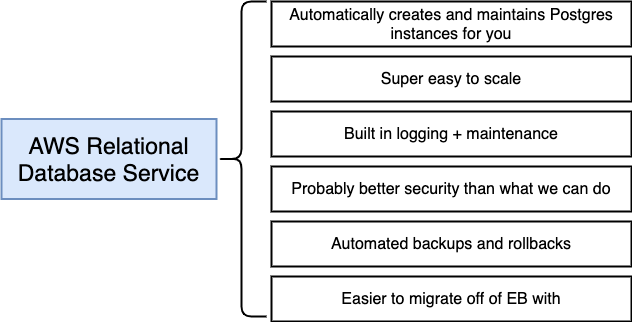 Automatically creates and maintains Postgres
instances for you
Super easy to scale
AWS Relational
Database Service
Built in logging + maintenance
Probably better security than what we can do
Automated backups and rollbacks
Easier to migrate off of EB with